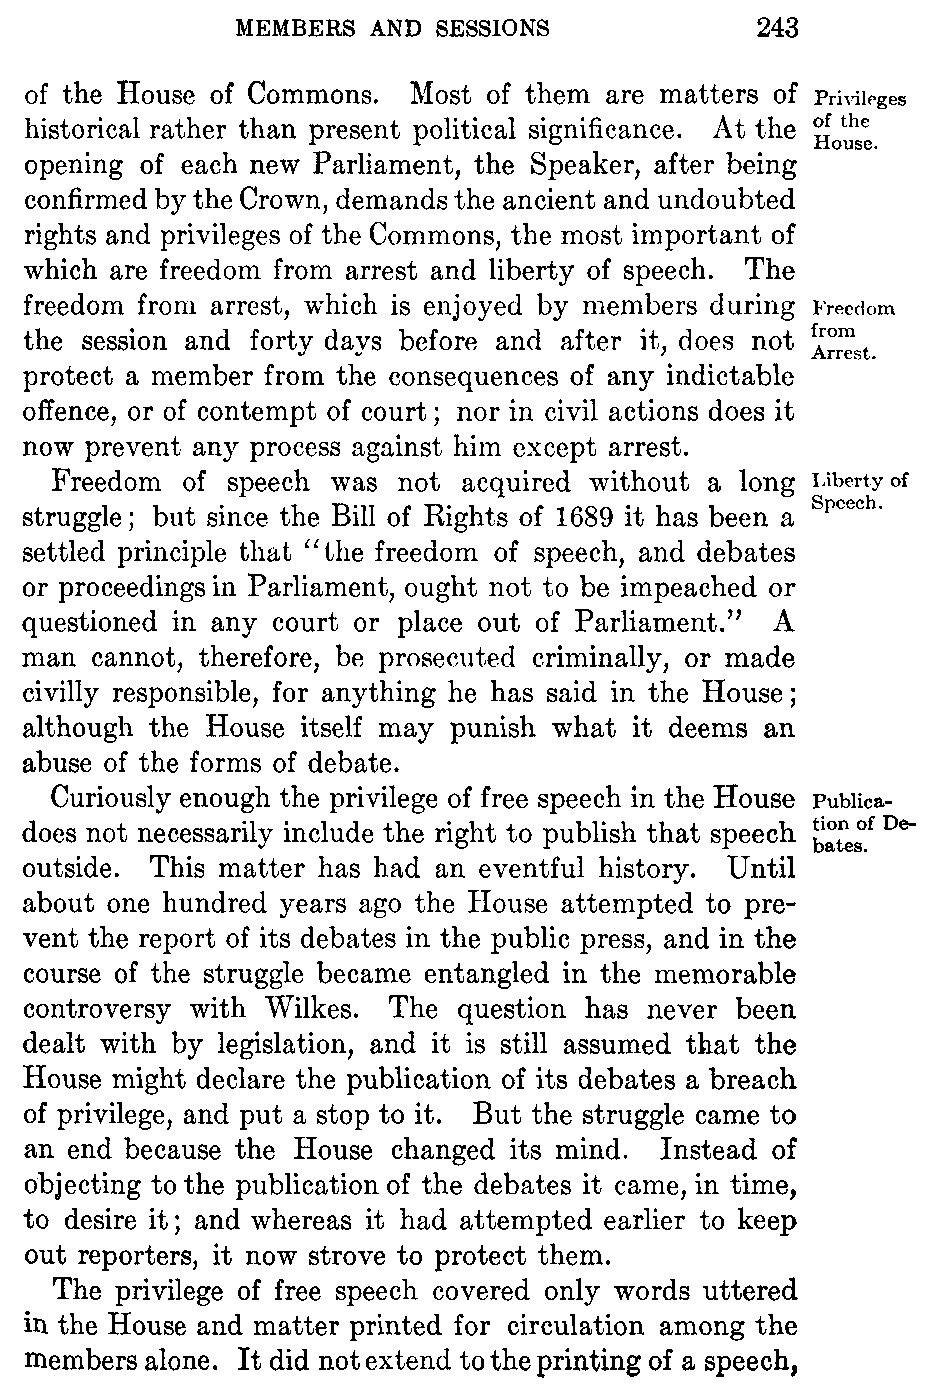 MEMBERS AND SESSIONS 243
of the House of Commons. Most of them are matters of
historical rather than present political significance. At the
opening of each new Parliament, the Speaker, after being
confirmed by the Crown, demands the ancient and undoubted
rights and privileges of the Commons, the most important of
which are freedom from arrest and liberty of speech. The
freedom from arrest, which is enjoyed by members during
the session and forty days before and after it, does not
protect a member from the consequences of any indictable
offence, or of contempt of court; nor in civil actions does it
now prevent any process against him except arrest.
Freedom of speech was not acquired without a long
struggle; but since the Bill of Rights of 1689 it has been a
settled principle that "the freedom of speech, and debates
or proceedings in Parliament, ought not to be impeached or
questioned in any court or place out of Parliament." A
man cannot, therefore, be prosecuted criminally, or made
civilly responsible, for anything he has said in the House;
although the House itself may punish what it deems an
abuse of the forms of debate.
Curiously enough the privilege of free speech in the House
does not necessarily include the right to publish that speech
outside. This matter has had an eventful history. Until
about one hundred years ago the House attempted to pre-
vent the report of its debates in the public press, and in the
course of the struggle became entangled in the memorable
controversy with Wilkes. The question has never been
dealt with by legislation, and it is still assumed that the
House might declare the publication of its debates a breach
of privilege, and put a stop to it. But the struggle came to
an end because the House changed its mind. Instead of
objecting to the publication of the debates it came, in time,
to desire it; and whereas it had attempted earlier to keep
out reporters, it now strove to protect them.
The privilege of free speech covered only words uttered
in the House and matter printed for circulation among the
members alone. It did not extend to the printing of a speech,
Privileges
of the
House.
Freedom
from
Arrest.
Liberty of
Speech.
Publica-
tion of De-
bates.